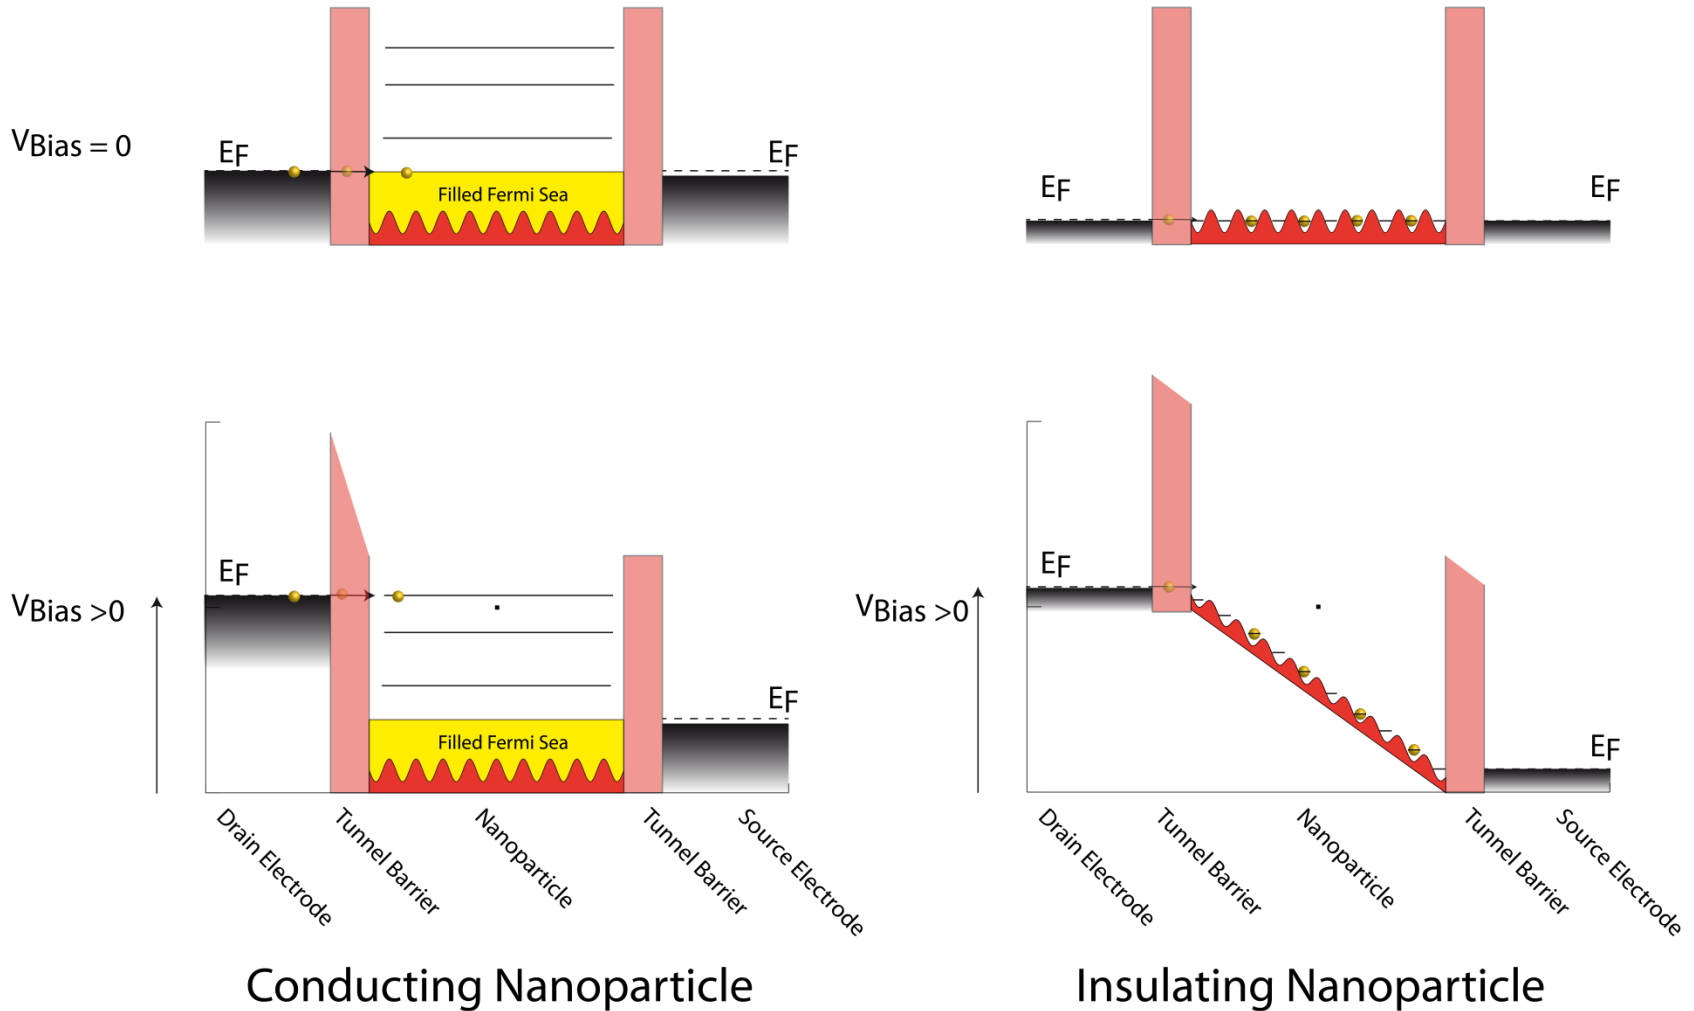 EF
EF
VBias = 0
Filled Fermi Sea
EF
EF
EF
VBias >0
EF
Filled Fermi Sea
EF
VBias >0
EF
Drain Electrode
Tunnel Barrier
Nanoparticle
Tunnel Barrier
Source Electrode
Drain Electrode
Tunnel Barrier
Nanoparticle
Tunnel Barrier
Source Electrode
Conducting Nanoparticle
Insulating Nanoparticle